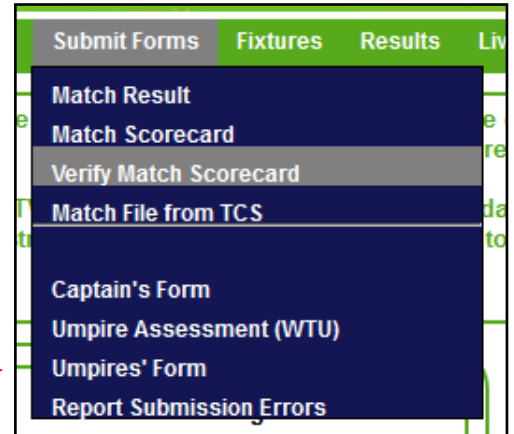 Submit Forms Fixtures Results
Match Result
Match Scorecard
Verify Match Scorecard
Match File from TCS
Captain's Form
Umpire Assessment (WTU)
Umpires' Form
Report Submission Errors